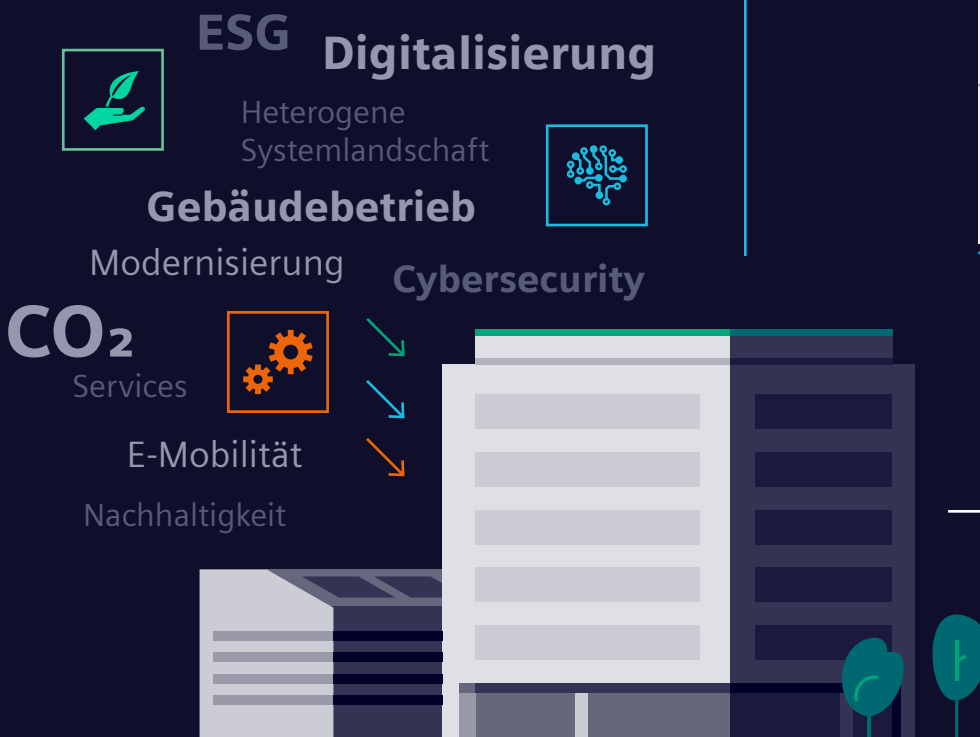 ESG
Digitalisierung
Heterogene
Systemlandschaft
Gebäudebetrieb
Modernisierung
Cybersecurity
CO₂
Services
E-Mobilität
Nachhaltigkeit